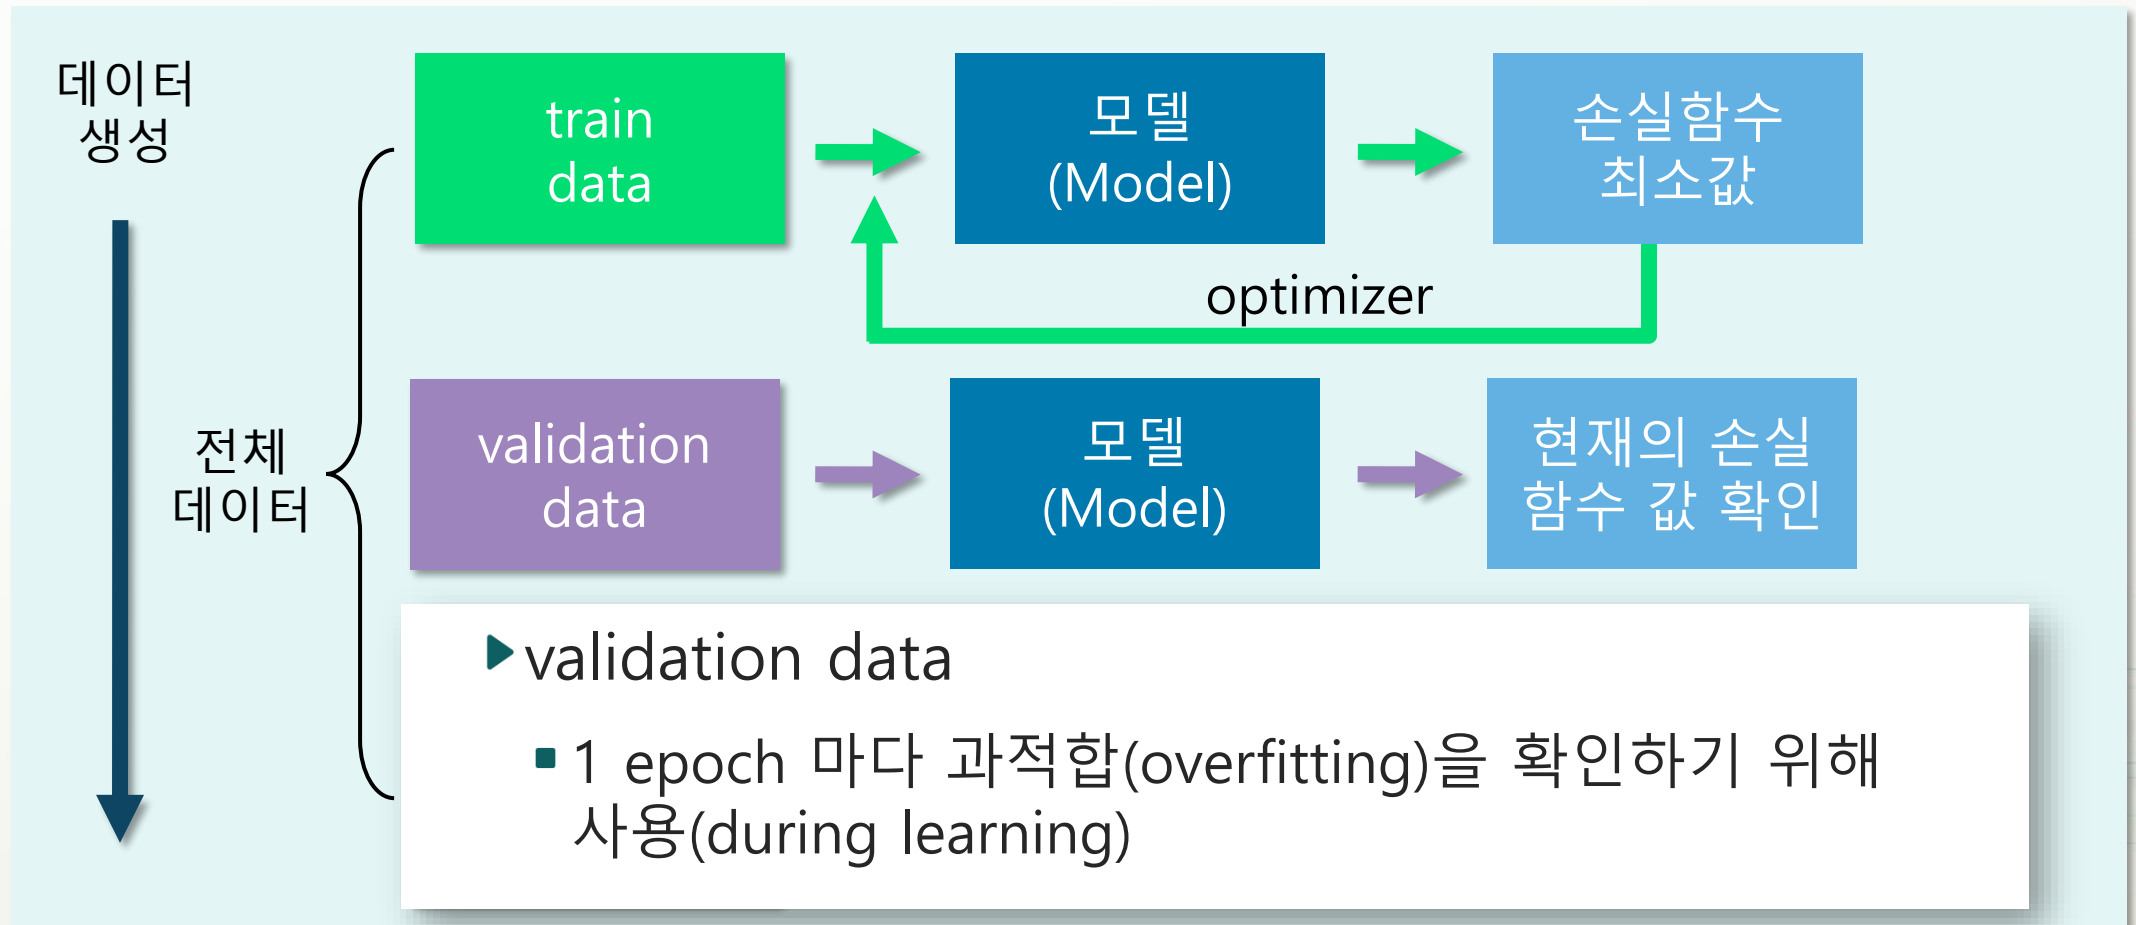 데이터
생성
train
data
모델
(Model)
손실함수
최소값
optimizer
전체
데이터
validation
data
모델
(Model)
현재의 손실
함수 값 확인
validation data
1 epoch 마다 과적합(overfitting)을 확인하기 위해
사용(during learning)